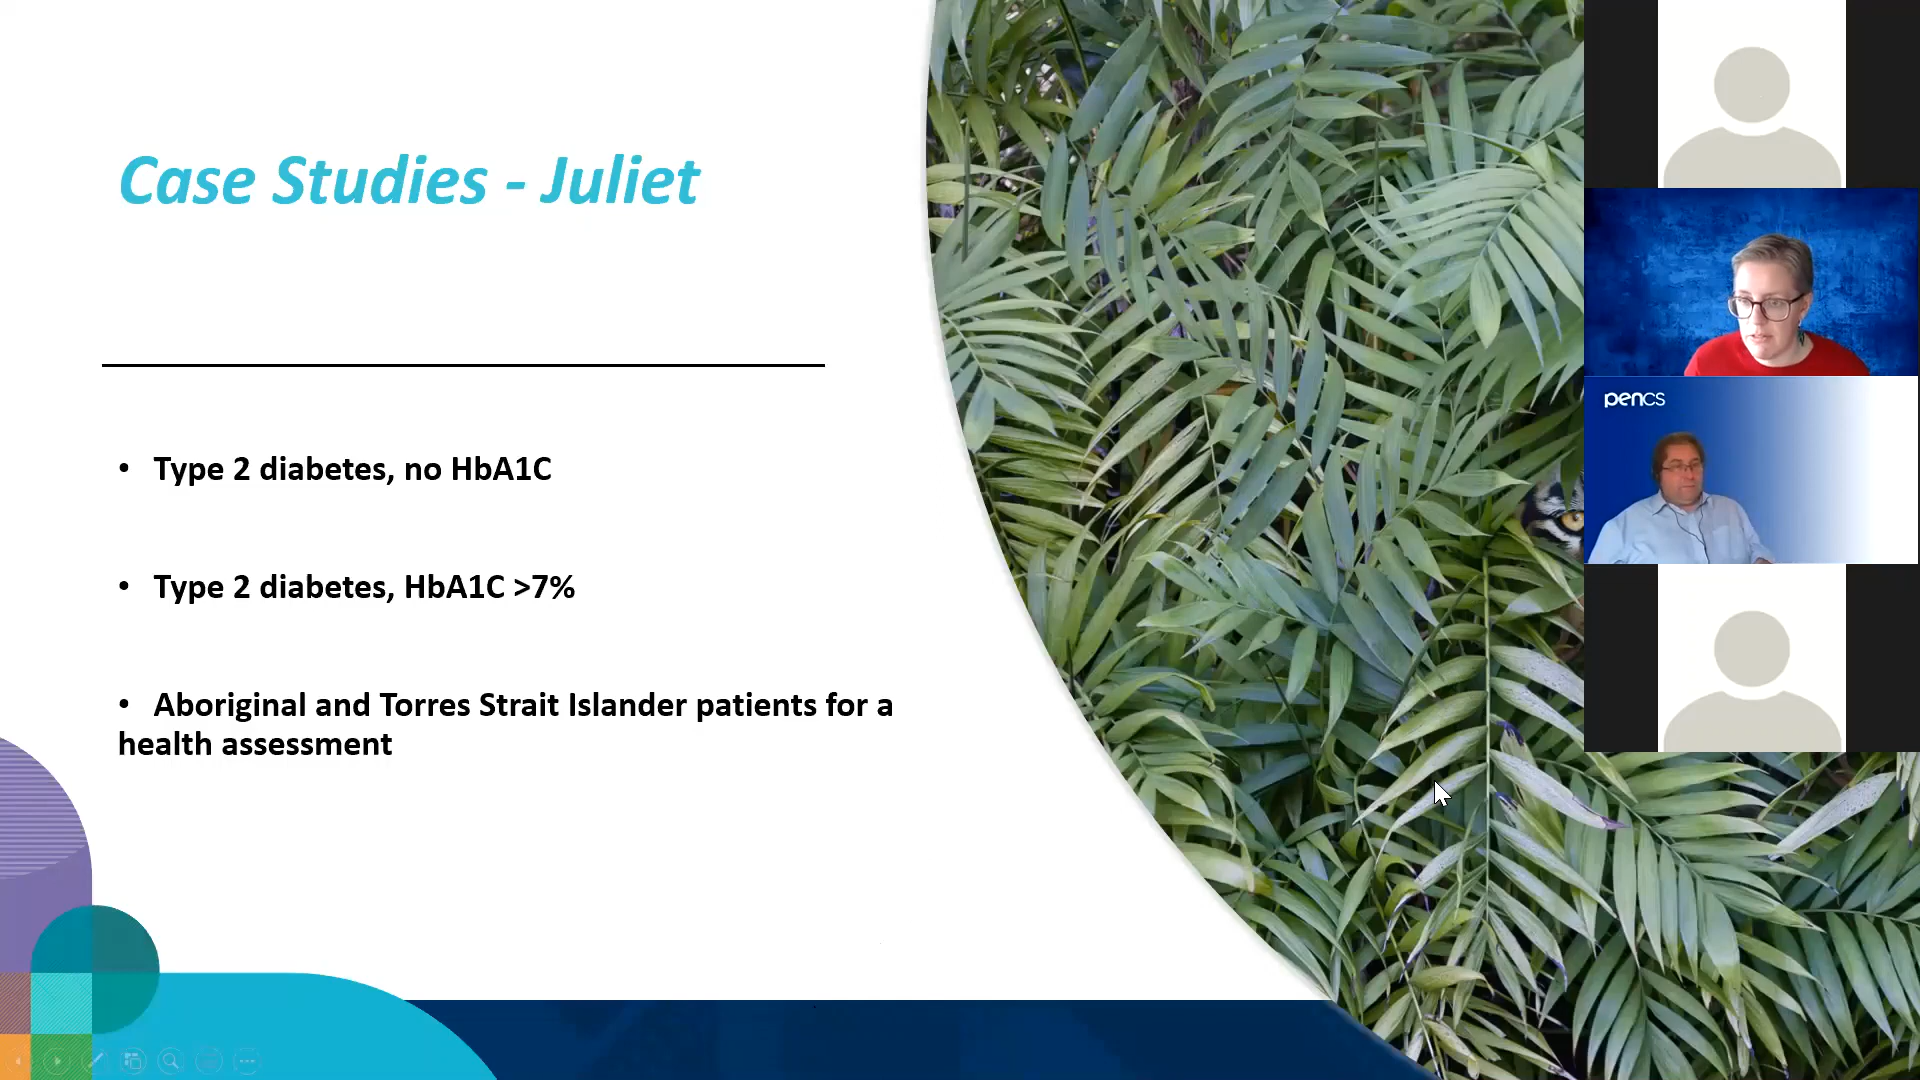 Case Studies - Juliet
• Type 2 diabetes, no HbA1C
• Type 2 diabetes, HbA1C >7%
• Aboriginal and Torres Strait Islander patients for a
health assessment
pencs